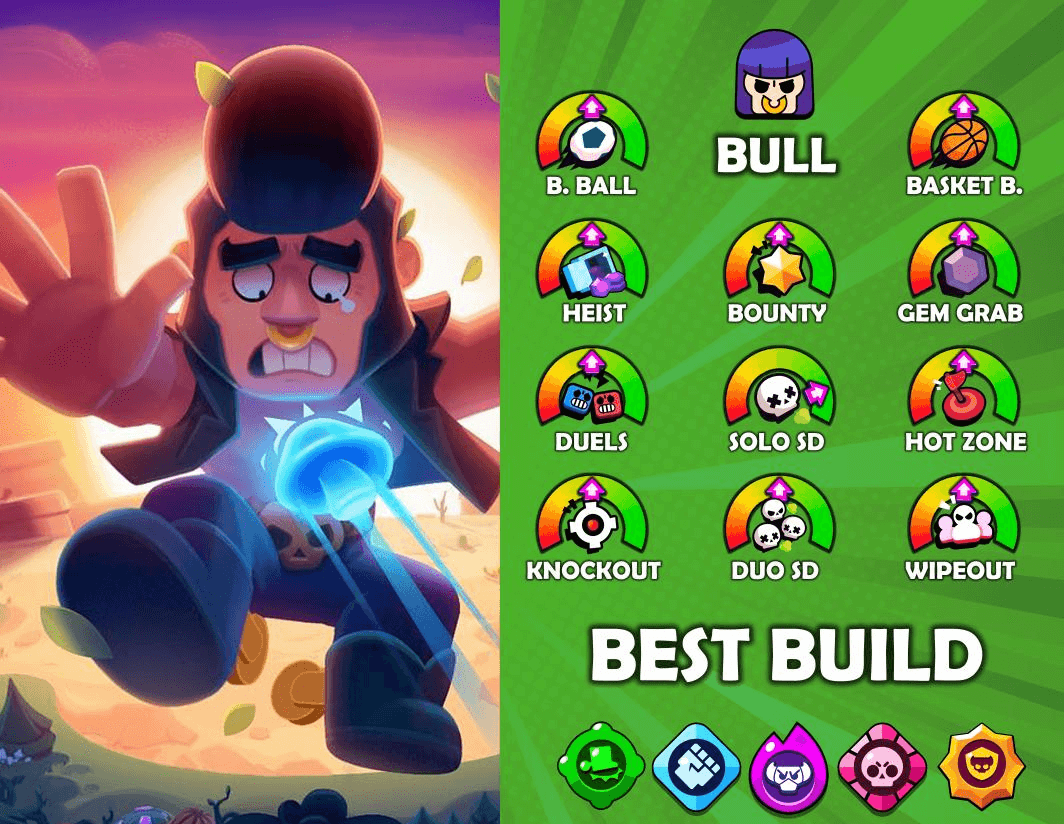 BULL
B. BALL
BASKET B.
HEIST
BOUNTY
GEM GRAB
DUELS
SOLO SD
HOT ZONE
KNOCKOUT
DUO SD
WIPEOUT
BEST BUILD